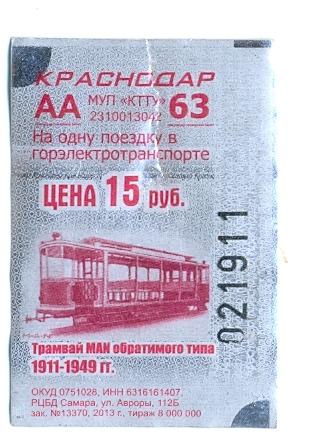 КРАСНОДАР
АА МУП «КТТУ» 63
2310013042
На одну поездку в
горэлектротранспорте
ЦЕНА 15 руб.
021911
Трамвай MAN обратимого типа
1911-1949 гг.
ОКУД 0751028, ИНН 6316161407,
РЦБД Самара, ул. Авроры, 112Б
зак. №13370, 2013 г., тираж 8 000 000